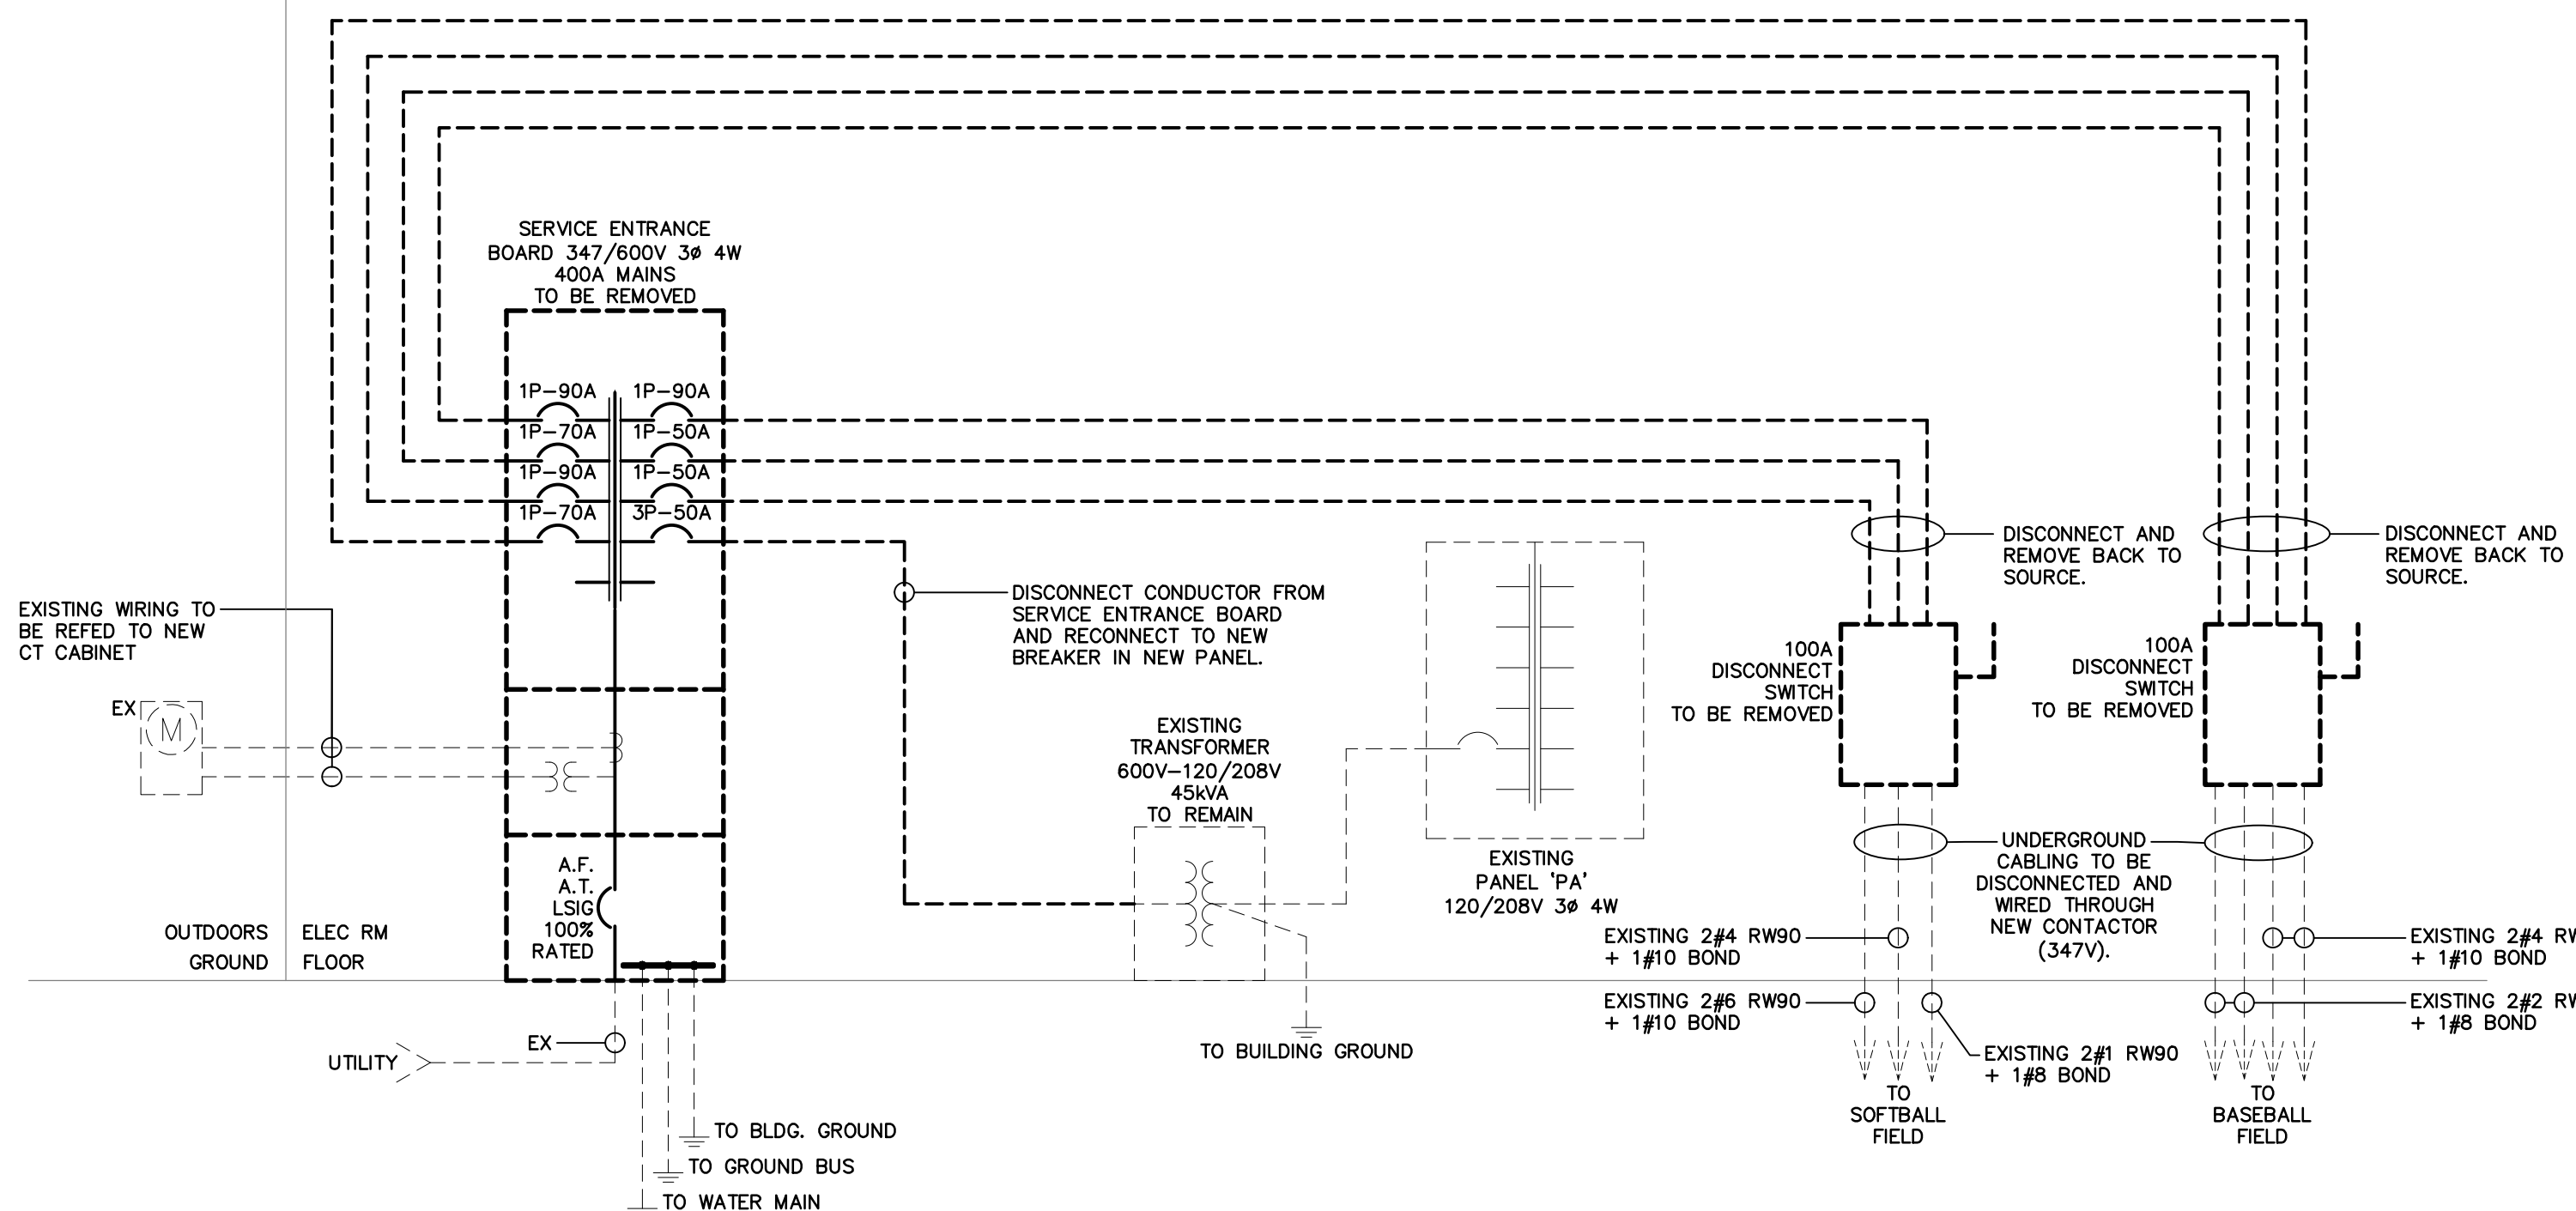 SERVICE ENTRANCE
BOARD 347/600V 3ø 4W
400A MAINS
TO BE REMOVED
1P-90A
1P-90A
1P-70A
1P-50A
1P-90A
1P-50A
1P-70A
3P-50A
DISCONNECT AND
REMOVE BACK TO
SOURCE.
DISCONNECT AND
REMOVE BACK TO
SOURCE.
EXISTING WIRING TO
BE REFED TO NEW
CT CABINET
DISCONNECT CONDUCTOR FROM
SERVICE ENTRANCE BOARD
AND RECONNECT TO NEW
BREAKER IN NEW PANEL.
100A
DISCONNECT
SWITCH
TO BE REMOVED
100A
DISCONNECT
SWITCH
TO BE REMOVED
EX
M
EXISTING
TRANSFORMER
600V-120/208V
45kVA
TO REMAIN
EXISTING
PANEL 'PA'
120/208V 3ø 4W
UNDERGROUND
CABLING TO BE
DISCONNECTED AND
WIRED THROUGH
NEW CONTACTOR
(347V).
A.F.
A.T.
LSIG
100%
RATED
OUTDOORS
ELEC RM
GROUND
FLOOR
EXISTING 2#4 RW90
+ 1#10 BOND
EXISTING 2#4 RW
+ 1#10 BOND
EXISTING 2#6 RW90
+ 1#10 BOND
EXISTING 2#2 RW
+ 1#8 BOND
EX
UTILITY
TO BUILDING GROUND
EXISTING 2#1 RW90
+ 1#8 BOND
TO
SOFTBALL
FIELD
TO
BASEBALL
FIELD
TO BLDG. GROUND
TO GROUND BUS
TO WATER MAIN